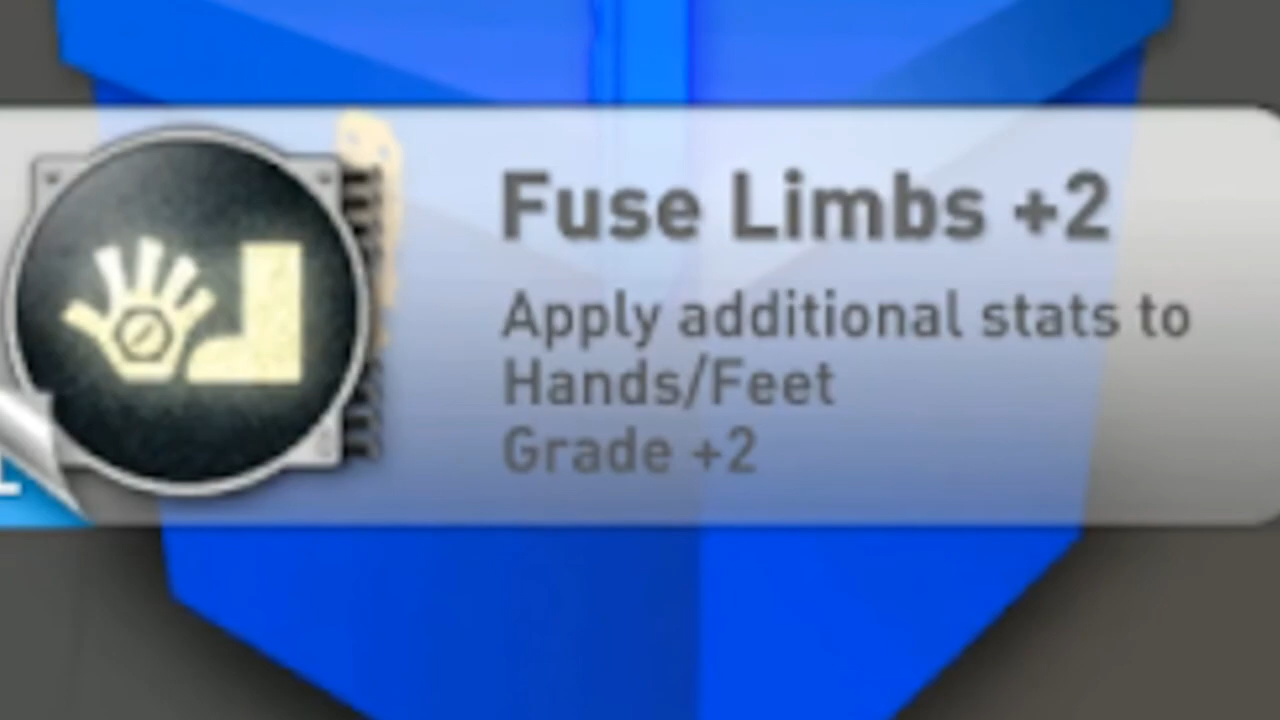 Fuse Limbs +2
Apply additional stats to
Hands/Feet
Grade +2